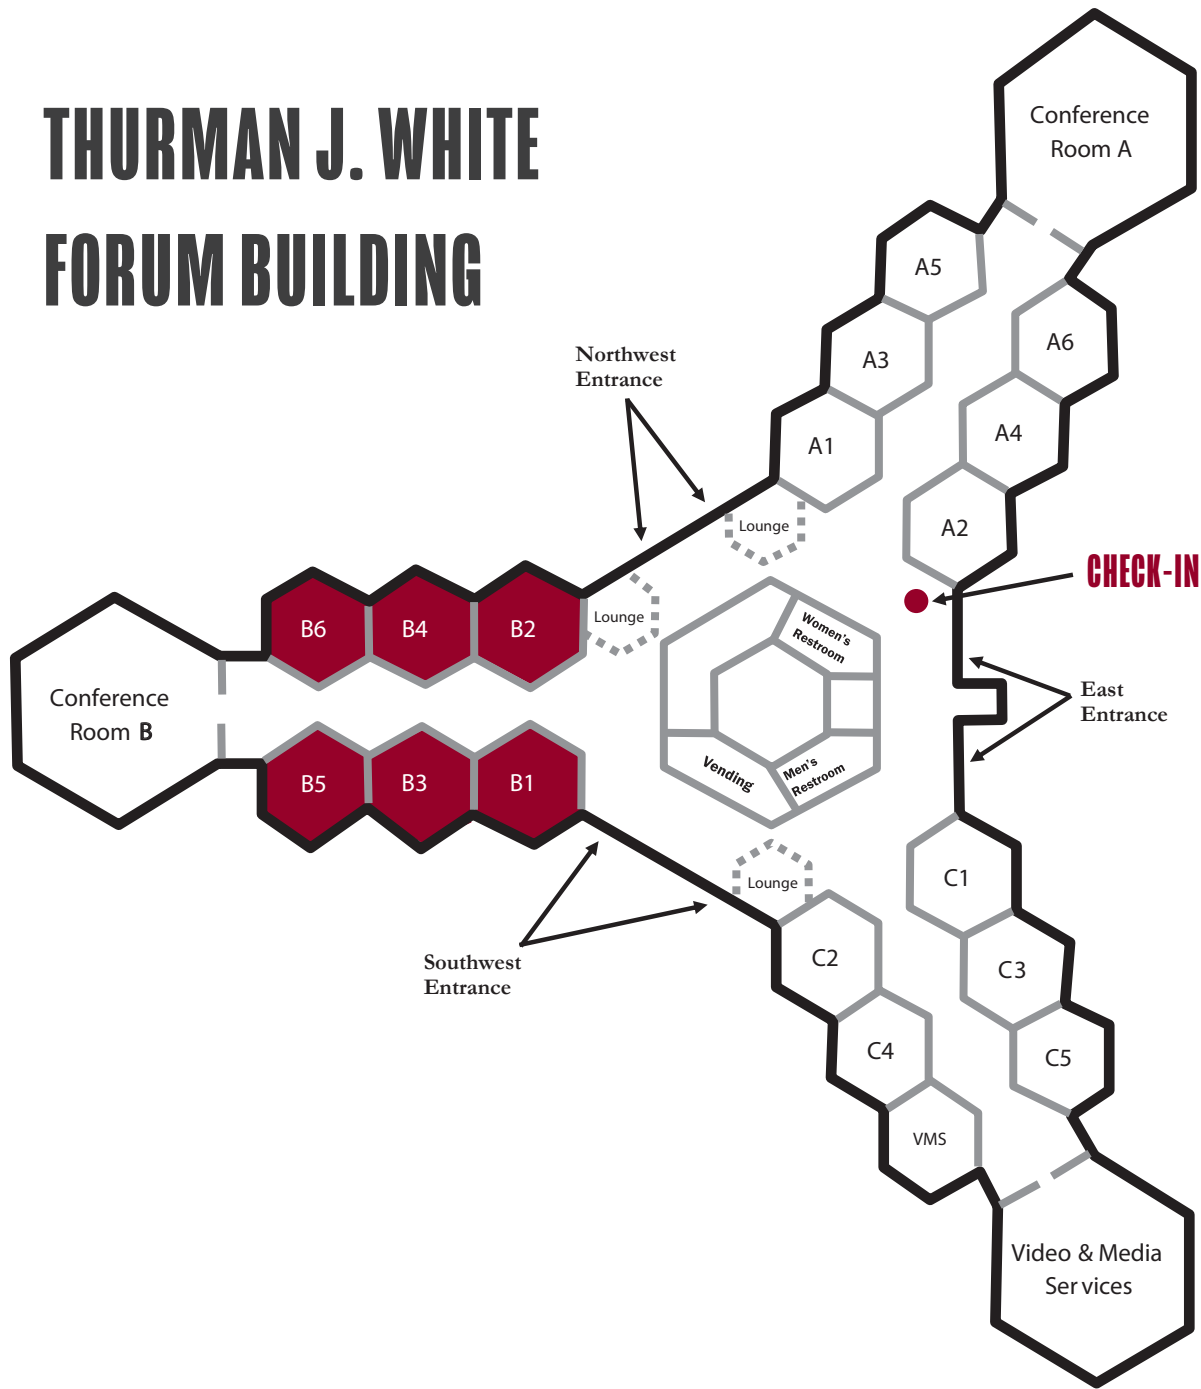 THURMAN J. WHITE
FORUM BUILDING
Conference
Room A
A5
A6
A3
A4
A1
A2
Northwest
Entrance
Lounge
CHECK-IN
Lounge
B6
B4
B2
Women's
Restroom
Conference
Room B
East
Entrance
B5
B3
B1
Vending
Men's
Restroom
Lounge
C1
C2
C3
Southwest
Entrance
C4
C5
VMS
Video & Media
Services